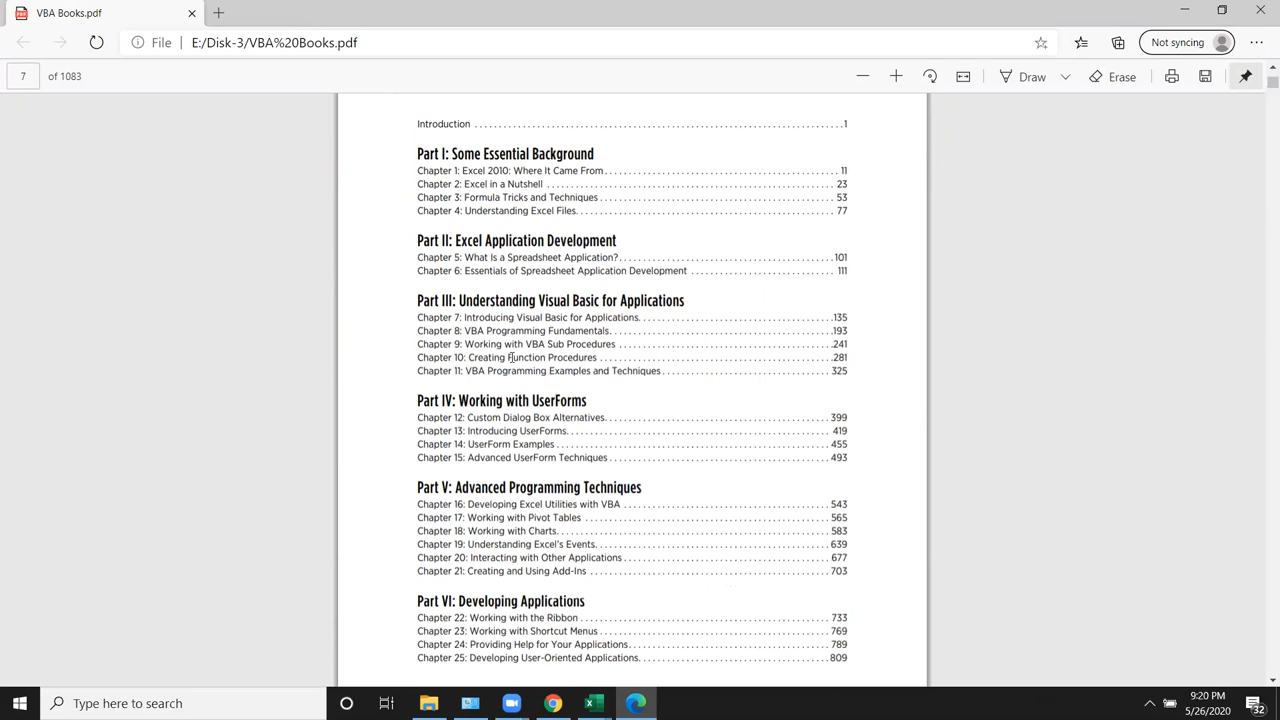 VBA Books.pdf
File E:/Disk-3/VBA%20Books.pdf Not syncing
7 of 1083 Draw Erase
Introduction . . . . . . . . . . . . . . . . . . . . 1
Part I: Some Essential Background
Chapter 1: Excel 2010: Where It Came From . . . . . . . . . . 11
Chapter 2: Excel in a Nutshell . . . . . . . . . . 23
Chapter 3: Formula Tricks and Techniques . . . . . . . . . . 53
Chapter 4: Understanding Excel Files. . . . . . . . . . 77
Part II: Excel Application Development
Chapter 5: What Is a Spreadsheet Application? . . . . . . . . . . 101
Chapter 6: Essentials of Spreadsheet Application Development . . . . . . . . . . 111
Part III: Understanding Visual Basic for Applications
Chapter 7: Introducing Visual Basic for Applications. . . . . . . . . . 135
Chapter 8: VBA Programming Fundamentals. . . . . . . . . . 193
Chapter 9: Working with VBA Sub Procedures . . . . . . . . . . 241
Chapter 10: Creating Function Procedures . . . . . . . . . . 281
Chapter 11: VBA Programming Examples and Techniques . . . . . . . . . . 325
Part IV: Working with UserForms
Chapter 12: Custom Dialog Box Alternatives. . . . . . . . . . 399
Chapter 13: Introducing UserForms. . . . . . . . . . 419
Chapter 14: UserForm Examples . . . . . . . . . . 455
Chapter 15: Advanced UserForm Techniques . . . . . . . . . . 493
Part V: Advanced Programming Techniques
Chapter 16: Developing Excel Utilities with VBA . . . . . . . . . . 543
Chapter 17: Working with Pivot Tables . . . . . . . . . . 565
Chapter 18: Working with Charts. . . . . . . . . . 583
Chapter 19: Understanding Excel's Events. . . . . . . . . . 639
Chapter 20: Interacting with Other Applications . . . . . . . . . . 677
Chapter 21: Creating and Using Add-Ins . . . . . . . . . . 703
Part VI: Developing Applications
Chapter 22: Working with the Ribbon . . . . . . . . . . 733
Chapter 23: Working with Shortcut Menus . . . . . . . . . . 769
Chapter 24: Providing Help for Your Applications . . . . . . . . . . 789
Chapter 25: Developing User-Oriented Applications. . . . . . . . . . 809
Type here to search
9:20 PM
5/26/2020
32